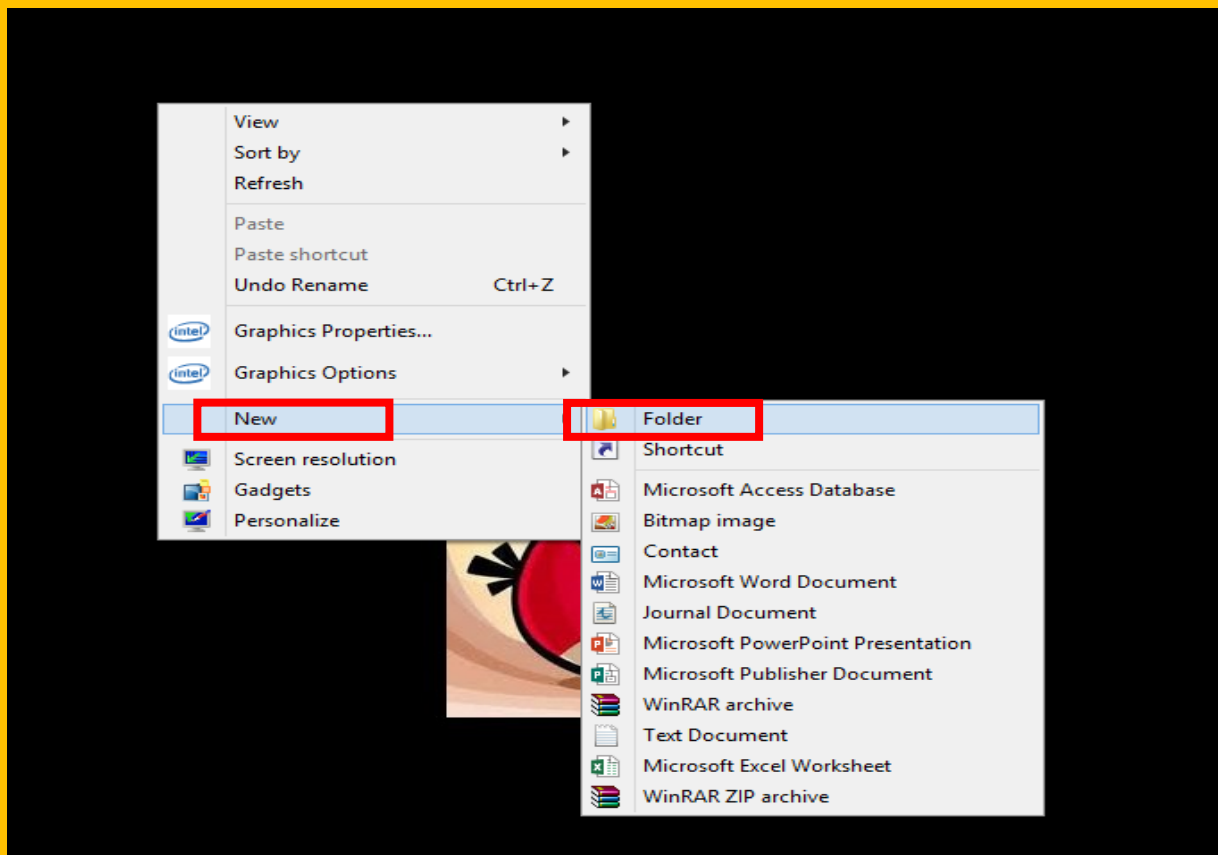 View
Sort by
Refresh
Paste
Paste shortcut
Undo Rename Ctrl+Z
intel Graphics Properties...
intel Graphics Options
New
Screen resolution
Gadgets
Personalize
Folder
Shortcut
Microsoft Access Database
Bitmap image
Contact
Microsoft Word Document
Journal Document
Microsoft PowerPoint Presentation
Microsoft Publisher Document
WinRAR archive
Text Document
Microsoft Excel Worksheet
WinRAR ZIP archive